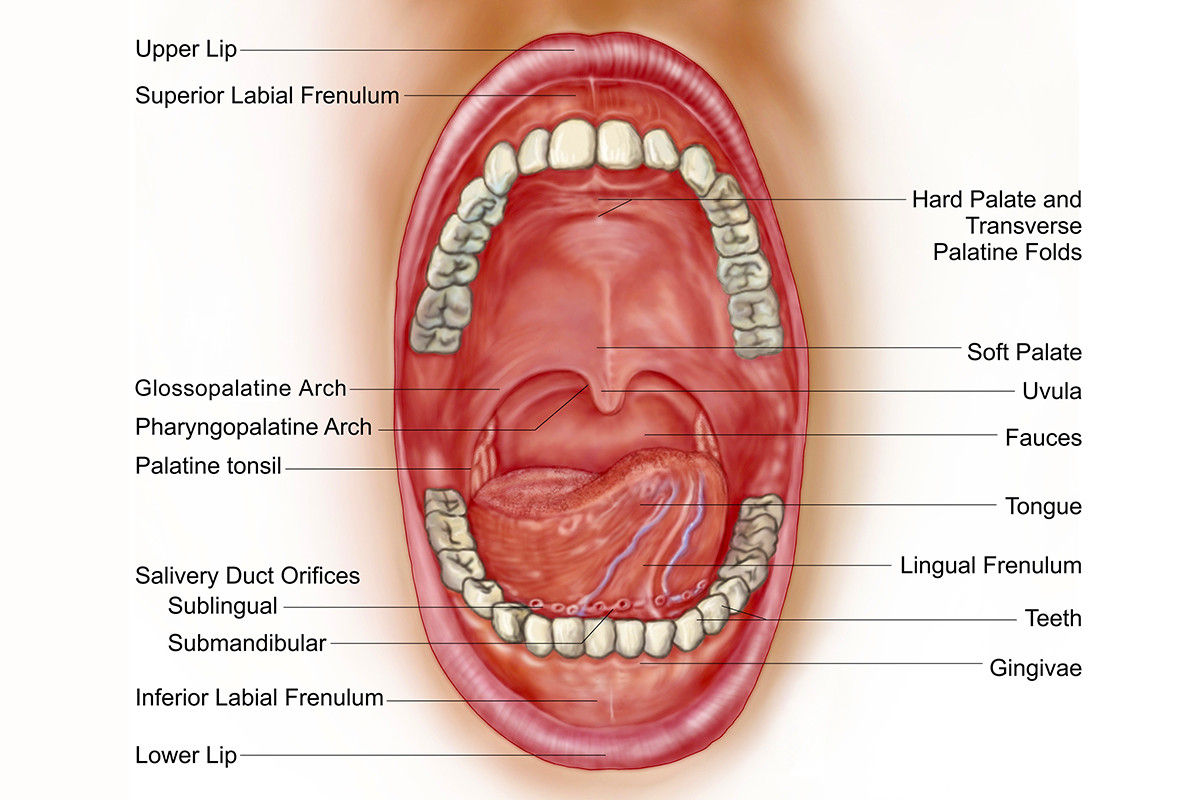 Upper Lip
Superior Labial Frenulum
Glossopalatine Arch
Pharyngopalatine Arch
Palatine tonsil
Salivery Duct Orifices
Sublingual
Submandibular
Inferior Labial Frenulum
Lower Lip
Hard Palate and
Transverse
Palatine Folds
Soft Palate
Uvula
Fauces
Tongue
Lingual Frenulum
Teeth
Gingivae